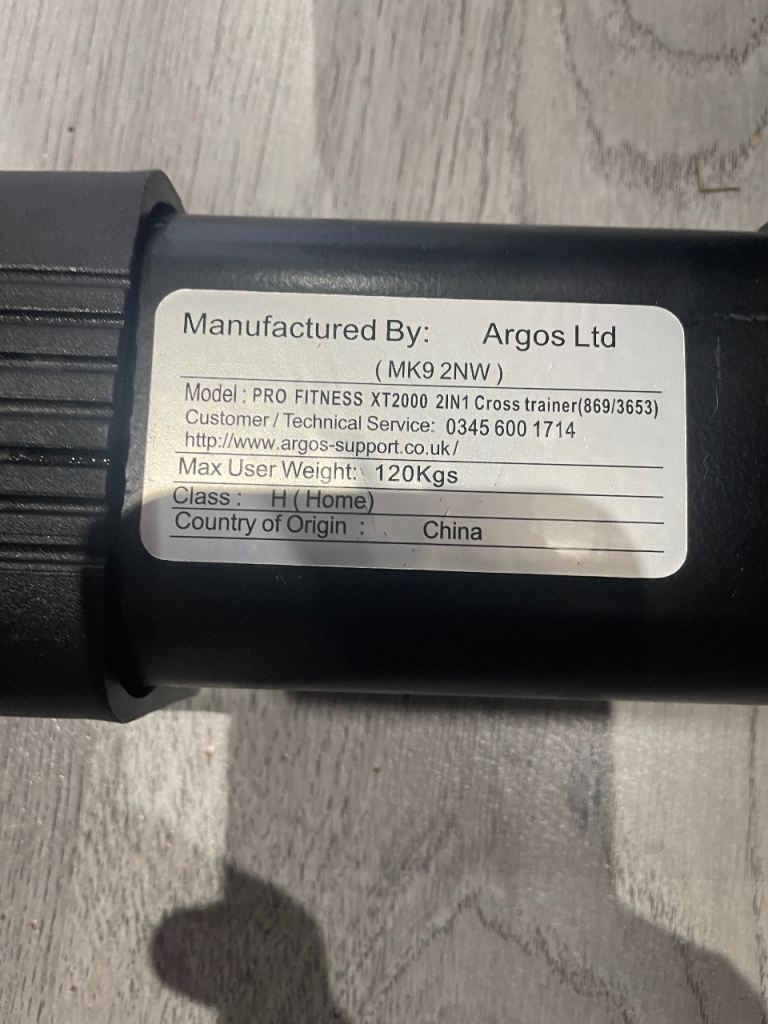 Manufactured By: Argos Ltd
( MK9 2NW )
Model : PRO FITNESS XT2000 2IN1 Cross trainer(869/3653)
Customer / Technical Service: 0345 600 1714
http://www.argos-support.co.uk/
Max User Weight: 120Kgs
Class : H ( Home)
Country of Origin : China